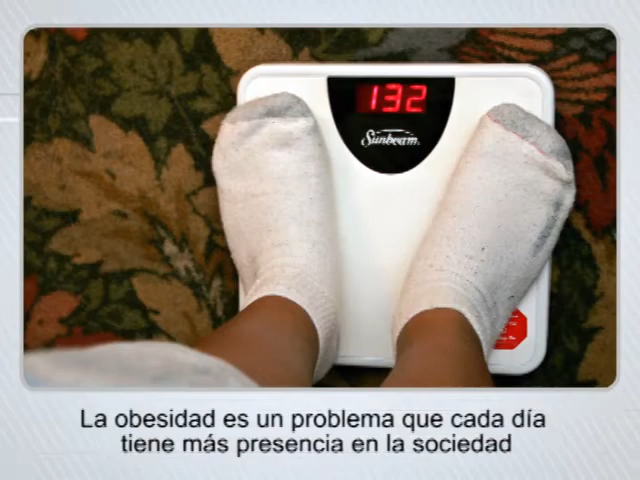 132
Sunbeam
La obesidad es un problema que cada día
tiene más presencia en la sociedad